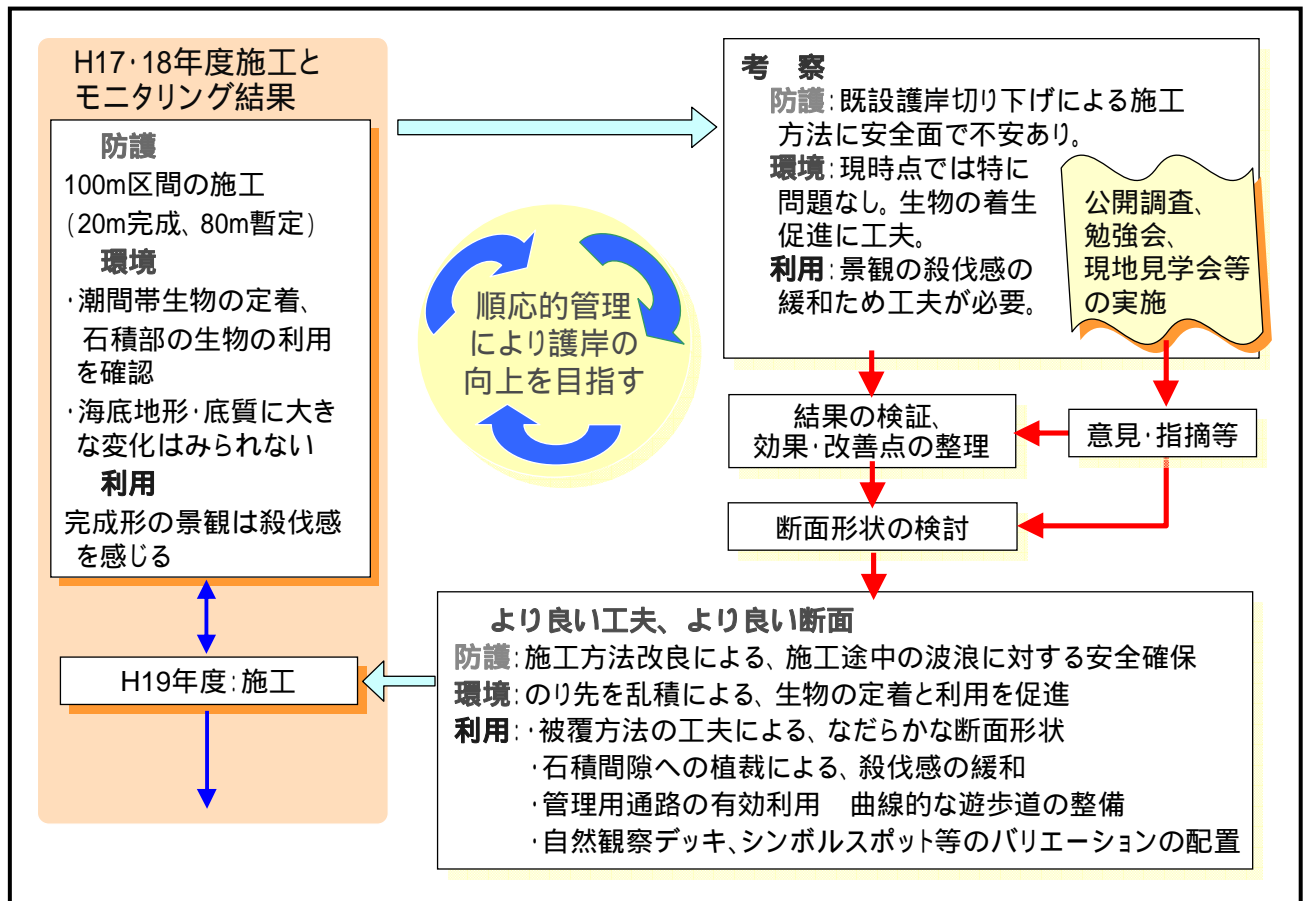 H17・18年度施工と
モニタリング結果
防護
100m区間の施工
(20m完成、80m暫定)
環境
・潮間帯生物の定着、
石積部の生物の利用
を確認
・海底地形・底質に大き
な変化はみられない
利用
完成形の景観は殺伐感
を感じる
H19年度:施工
順応的管理
により護岸の
向上を目指す
考 察
防護:既設護岸切り下げによる施工
方法に安全面で不安あり。
環境:現時点では特に
問題なし。生物の着生
促進に工夫。
利用:景観の殺伐感の
緩和ため工夫が必要。
公開調査、
勉強会、
現地見学会等
の実施
結果の検証、
効果・改善点の整理
意見・指摘等
断面形状の検討
より良い工夫、より良い断面
防護:施工方法改良による、施工途中の波浪に対する安全確保
環境:のり先を乱積による、生物の定着と利用を促進
利用:・被覆方法の工夫による、なだらかな断面形状
・石積間隙への植栽による、殺伐感の緩和
・管理用通路の有効利用 曲線的な遊歩道の整備
・自然観察デッキ、シンボルスポット等のバリエーションの配置